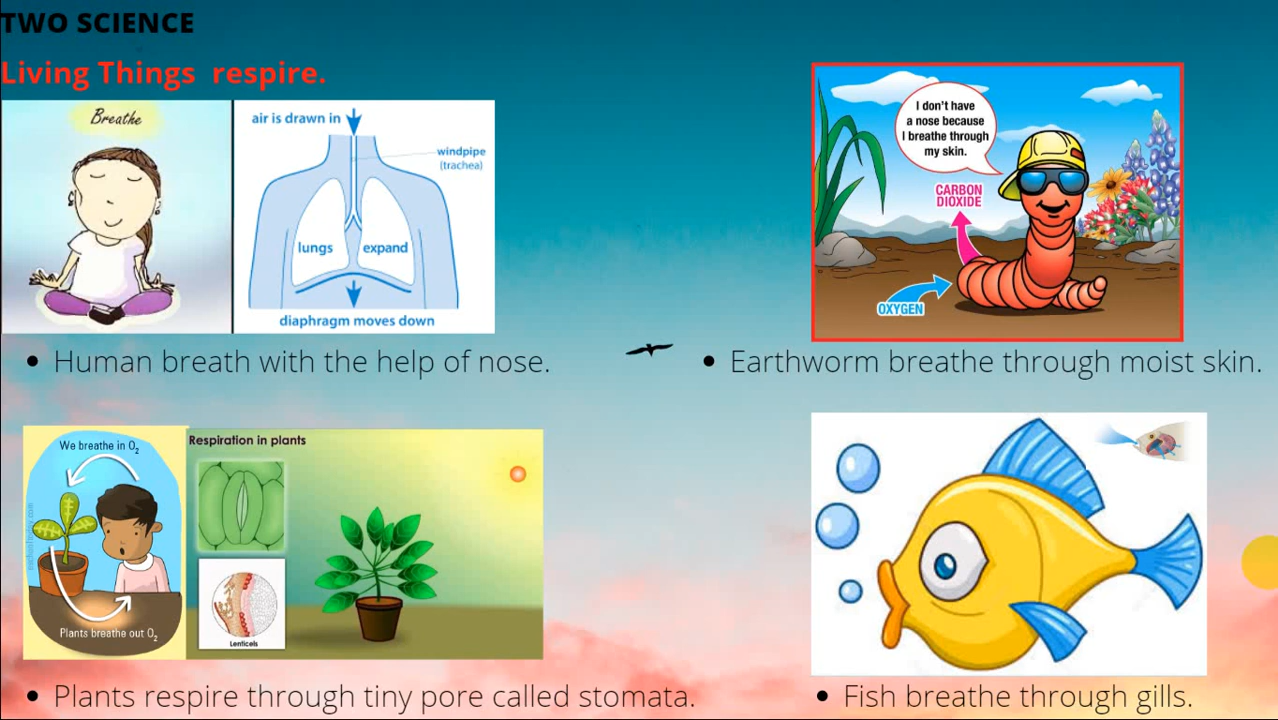 TWO SCIENCE
Living Things respire.
Breathe
air is drawn in
windpipe
(trachea)
lungs
expand
diaphragm moves down
I don't have
a nose because
I breathe through
my skin.
CARBON
DIOXIDE
OXYGEN
• Human breath with the help of nose.
• Earthworm breathe through moist skin.
We breathe in O₂
Plants breathe out O₂
Respiration in plants
Lenticels
• Plants respire through tiny pore called stomata.
• Fish breathe through gills.